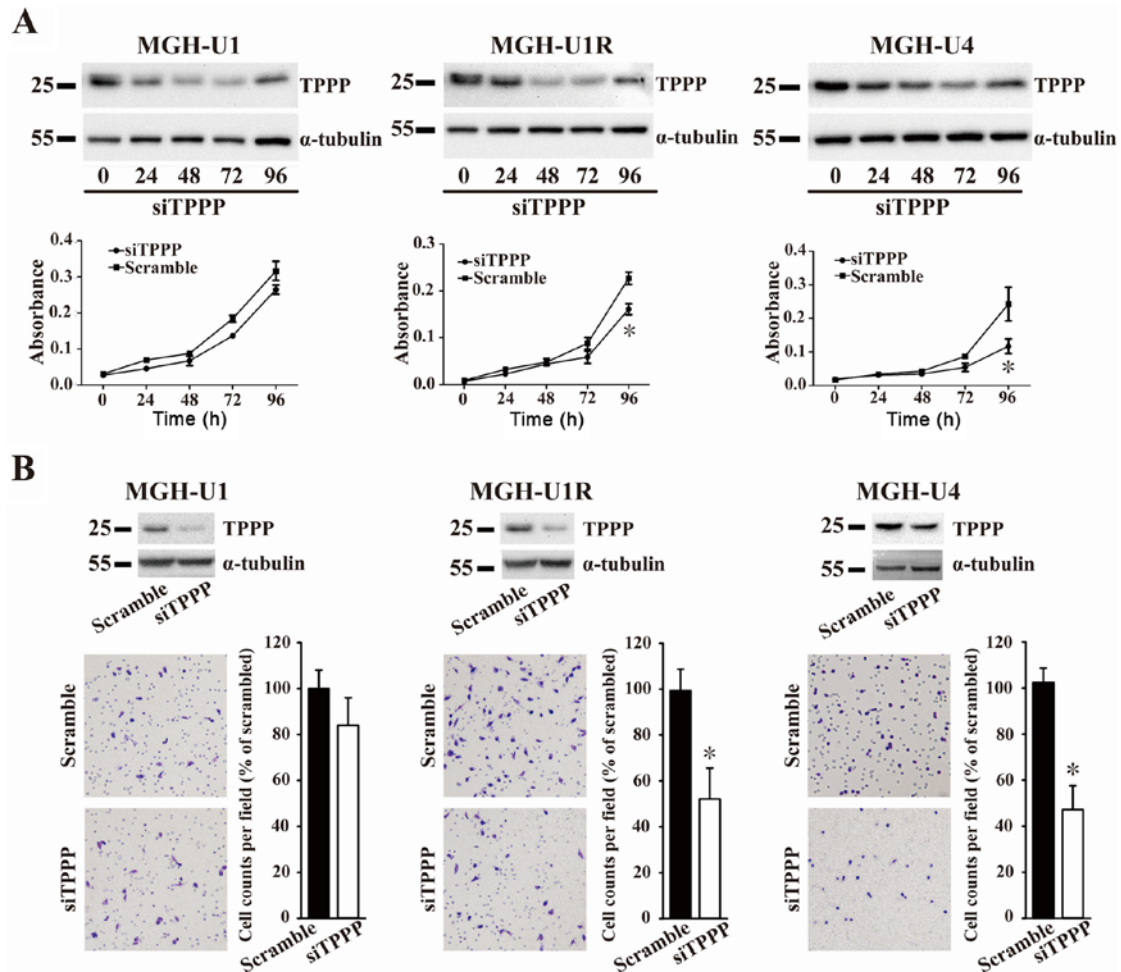 A
MGH-U1
MGH-U1R
MGH-U4
25
TPPP
55
α-tubulin
0 24 48 72 96
siTPPP
25
TPPP
55
α-tubulin
0 24 48 72 96
siTPPP
25
TPPP
55
α-tubulin
0 24 48 72 96
siTPPP
Absorbance
0.4
0.3
0.2
0.1
0.0
siTPPP
Scramble
0 24 48 72 96
Time (h)
Absorbance
0.3
0.2
0.1
0.0
siTPPP
Scramble
*
0 24 48 72 96
Time (h)
Absorbance
0.4
0.3
0.2
0.1
0.0
siTPPP
Scramble
*
0 24 48 72 96
Time (h)
B
MGH-U1
25
TPPP
55
α-tubulin
Scramble
siTPPP
Scramble
siTPPP
Cell counts per field (% of scrambled)
120
100
80
60
40
20
0
Scramble
siTPPP
MGH-U1R
25
TPPP
55
α-tubulin
Scramble
siTPPP
Scramble
siTPPP
Cell counts per field (% of scrambled)
120
100
80
60
40
20
0
*
Scramble
siTPPP
MGH-U4
25
TPPP
55
α-tubulin
Scramble
siTPPP
Scramble
siTPPP
Cell counts per field (% of scrambled)
120
100
80
60
40
20
0
*
Scramble
siTPPP